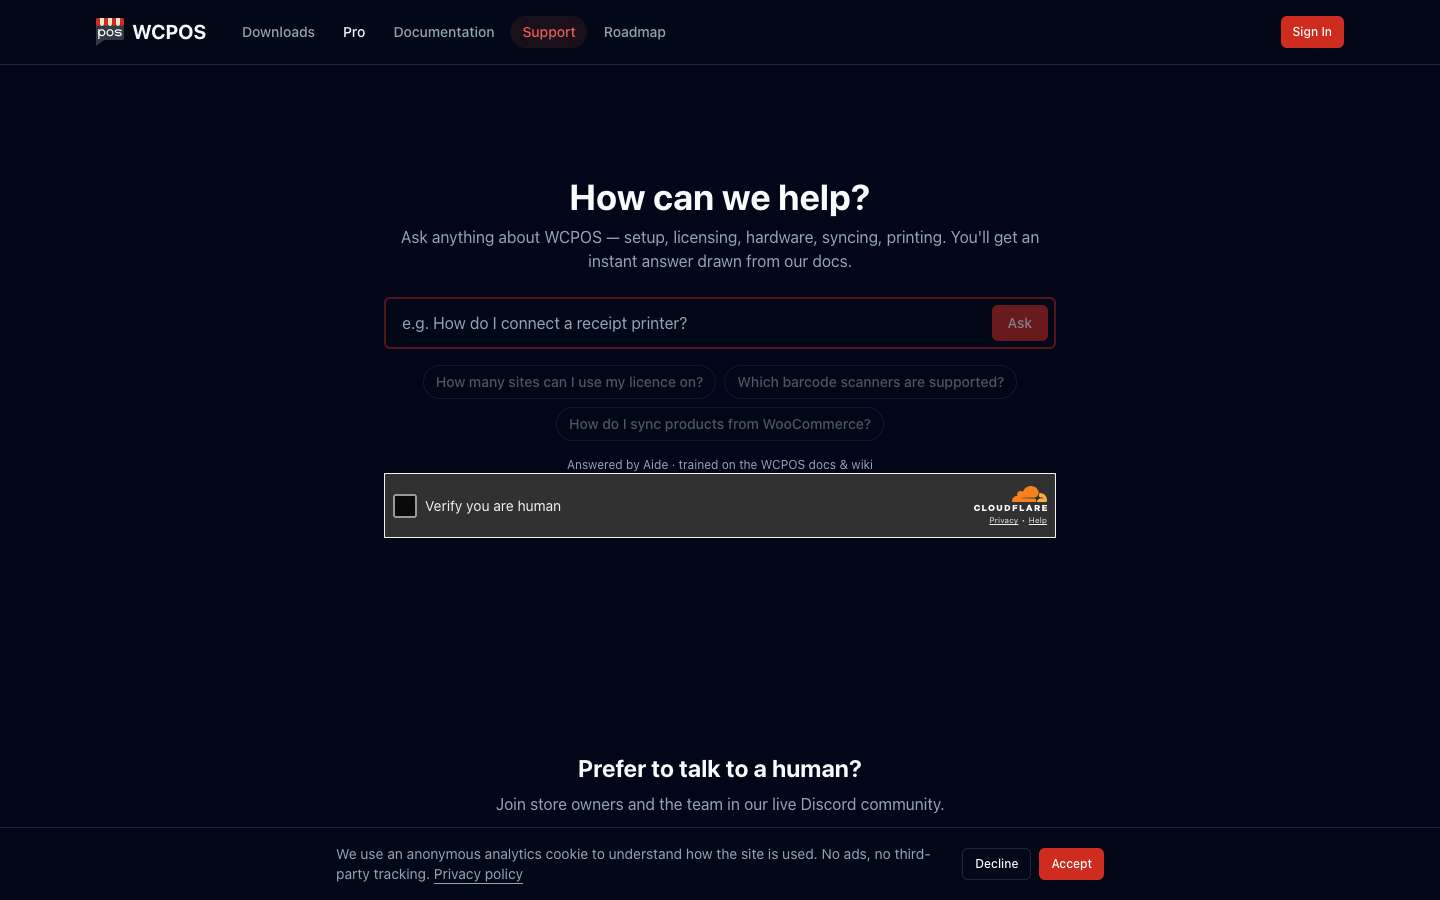 pos WCPOS Downloads Pro Documentation Support Roadmap Sign In
How can we help?
Ask anything about WCPOS — setup, licensing, hardware, syncing, printing. You'll get an
instant answer drawn from our docs.
e.g. How do I connect a receipt printer? Ask
How many sites can I use my licence on? Which barcode scanners are supported?
How do I sync products from WooCommerce?
Answered by Aide · trained on the WCPOS docs & wiki
Verify you are human
CLOUDFLARE
Privacy · Help
Prefer to talk to a human?
Join store owners and the team in our live Discord community.
We use an anonymous analytics cookie to understand how the site is used. No ads, no third-
party tracking. Privacy policy
Decline Accept